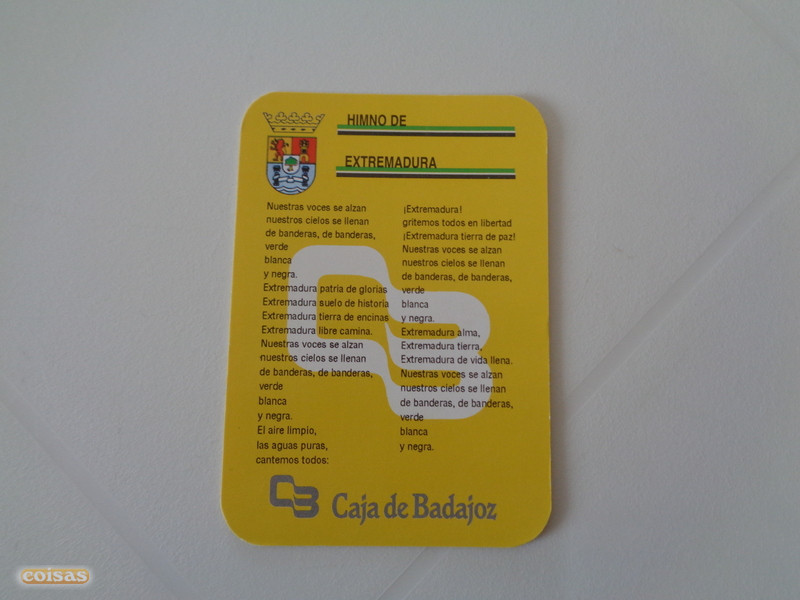 HIMNO DE
EXTREMADURA
Nuestras voces se alzan
nuestros cielos se llenan
de banderas, de banderas,
verde
blanca
y negra.
Extremadura patria de glorias
Extremadura suelo de historia
Extremadura tierra de encinas
Extremadura libre camina.
Nuestras voces se alzan
nuestros cielos se llenan
de banderas, de banderas,
verde
blanca
y negra.
El aire limpio,
las aguas puras,
cantemos todos:
¡Extremadura!
gritemos todos en libertad
¡Extremadura tierra de paz!
Nuestras voces se alzan
nuestros cielos se llenan
de banderas, de banderas,
verde
blanca
y negra.
Extremadura alma,
Extremadura tierra,
Extremadura de vida llena.
Nuestras voces se alzan
nuestros cielos se llenan
de banderas, de banderas,
verde
blanca
y negra.
CB Caja de Badajoz
coisas